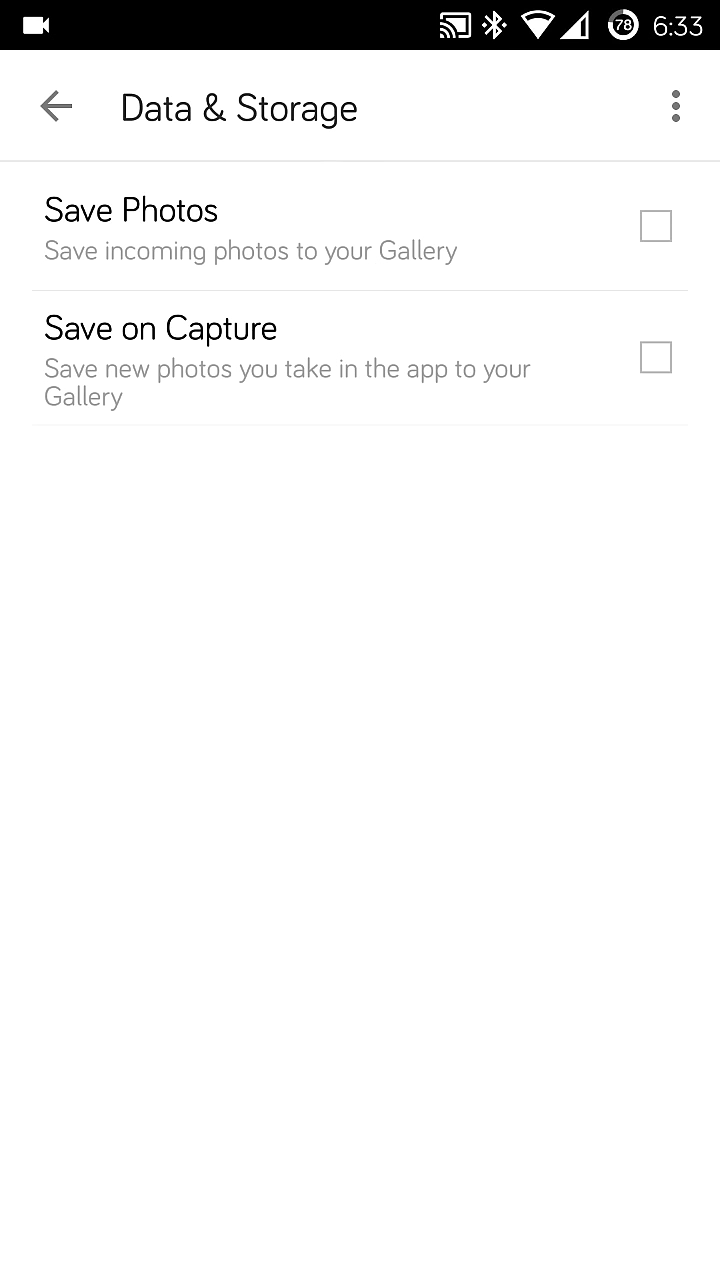 78 6:33
Data & Storage
Save Photos
Save incoming photos to your Gallery
Save on Capture
Save new photos you take in the app to your
Gallery